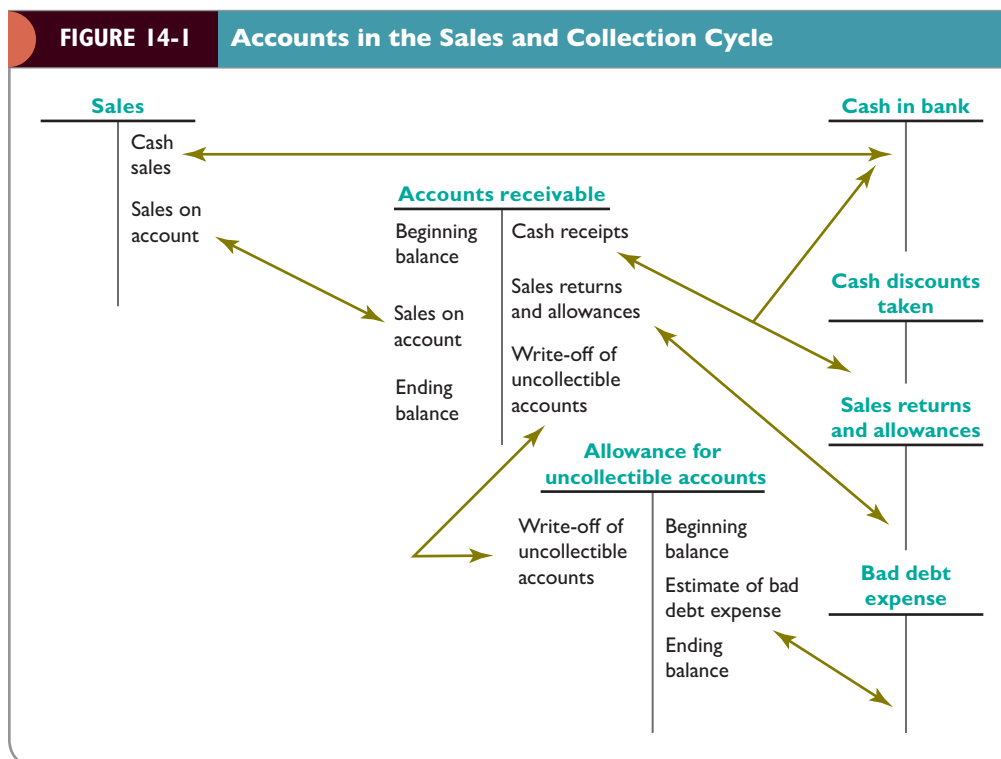 FIGURE 14-1 Accounts in the Sales and Collection Cycle
Sales
Cash
sales
Sales on
account
Accounts receivable
Beginning
balance
Sales on
account
Ending
balance
Cash receipts
Sales returns
and allowances
Write-off of
uncollectible
accounts
Allowance for
uncollectible accounts
Write-off of
uncollectible
accounts
Beginning
balance
Estimate of bad
debt expense
Ending
balance
Cash in bank
Cash discounts
taken
Sales returns
and allowances
Bad debt
expense